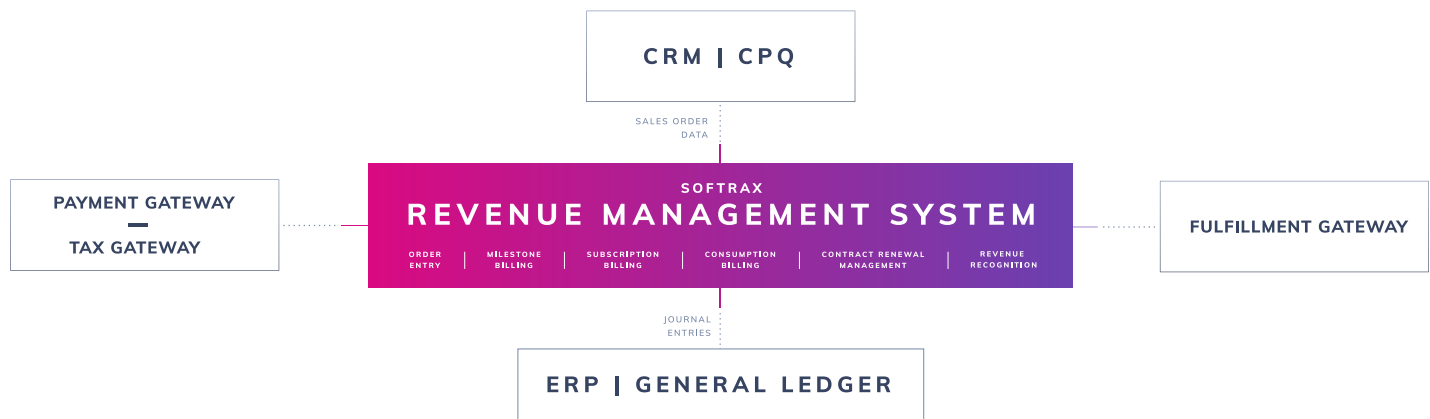 CRM | CPQ
SALES ORDER
DATA
PAYMENT GATEWAY
TAX GATEWAY
SOFTRAX
REVENUE MANAGEMENT SYSTEM
ORDER
ENTRY
MILESTONE
BILLING
SUBSCRIPTION
BILLING
CONSUMPTION
BILLING
CONTRACT RENEWAL
MANAGEMENT
REVENUE
RECOGNITION
FULFILLMENT GATEWAY
JOURNAL
ENTRIES
ERP | GENERAL LEDGER